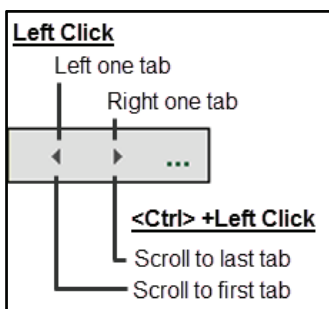 Left Click
Left one tab
Right one tab
...
<Ctrl> +Left Click
Scroll to last tab
Scroll to first tab